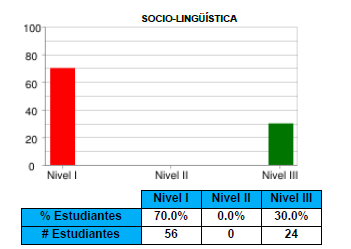 SOCIO-LINGÜÍSTICA
100
80
60
40
20
0
Nivel I Nivel II Nivel III
Nivel I Nivel II Nivel III
% Estudiantes 70.0% 0.0% 30.0%
# Estudiantes 56 0 24